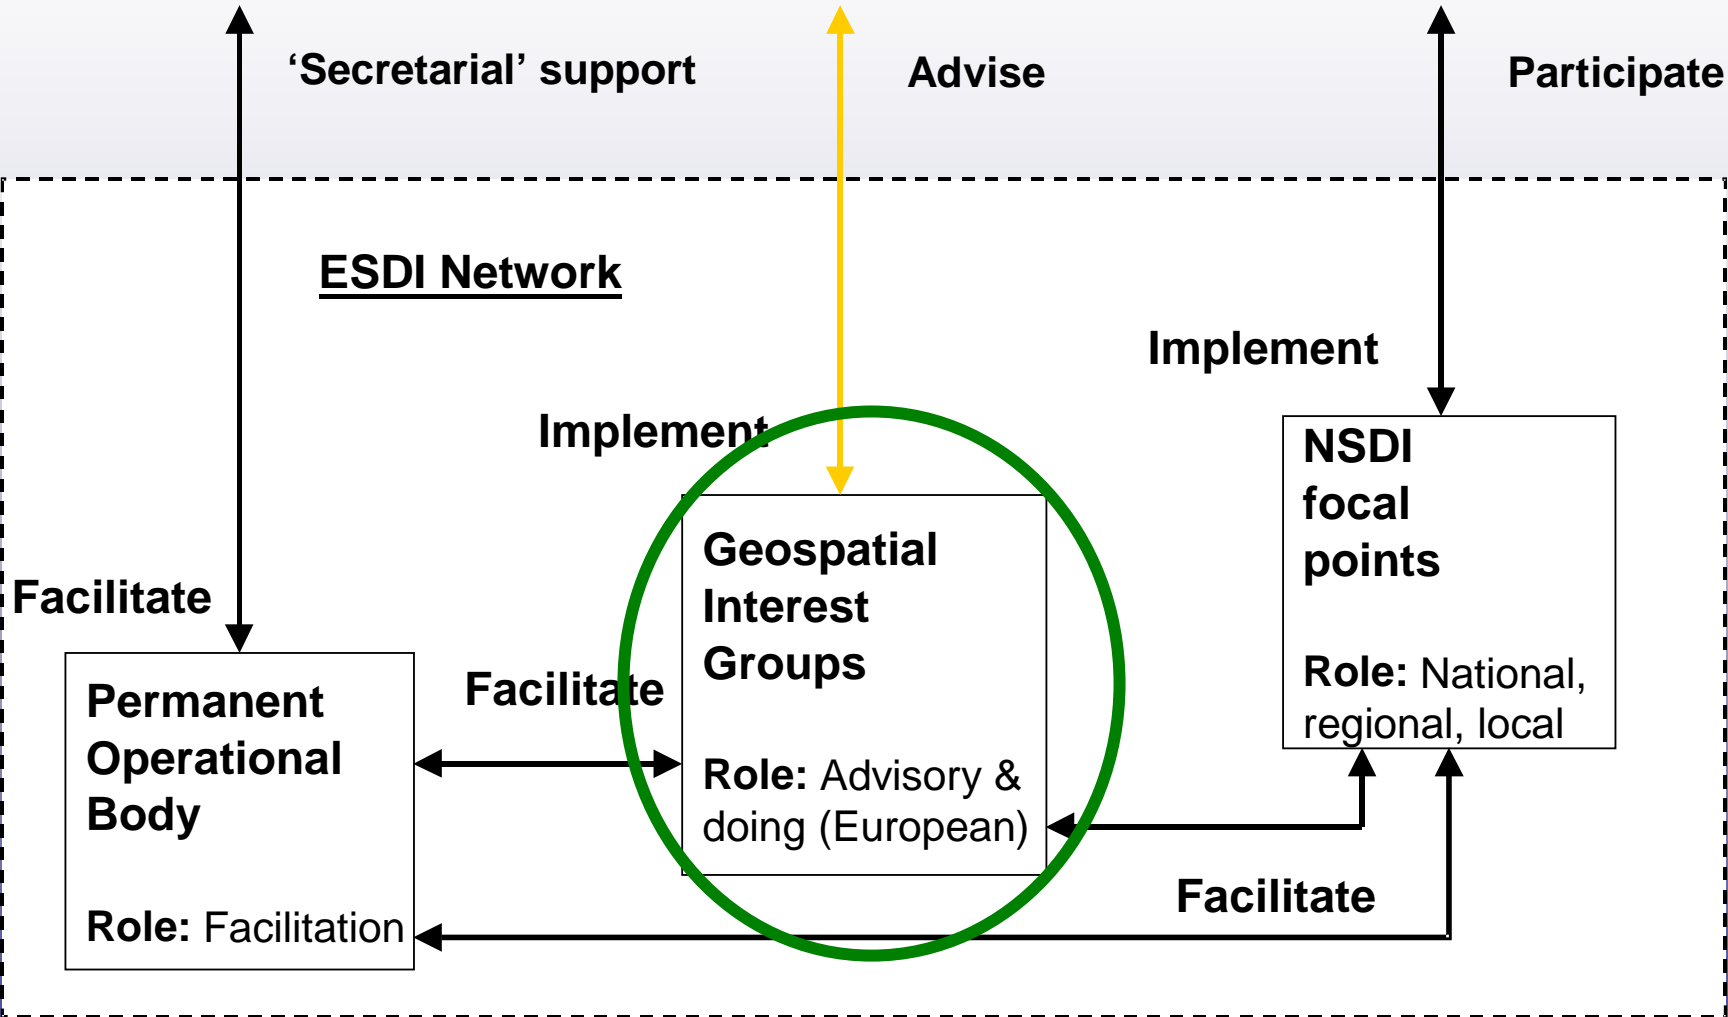 ‘Secretarial’ support
Advise
Participate
ESDI Network
Implement
Implement
Facilitate
Permanent
Operational
Body
Role: Facilitation
Facilitate
Geospatial
Interest
Groups
Role: Advisory &
doing (European)
NSDI
focal
points
Role: National,
regional, local
Facilitate